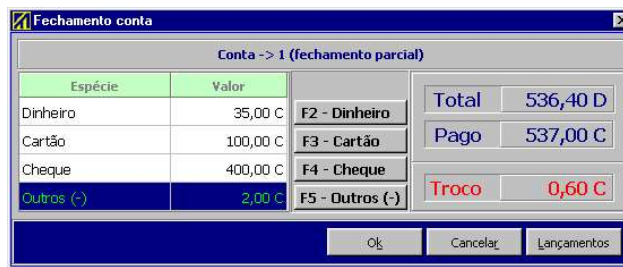 Fechamento conta
Conta -> 1 (fechamento parcial)
Espécie Valor
Dinheiro 35,00 C F2 - Dinheiro
Cartão 100,00 C F3 - Cartão
Cheque 400,00 C F4 - Cheque
Outros (-) 2,00 C F5 - Outros (-)
Total 536,40 D
Pago 537,00 C
Troco 0,60 C
Ok Cancelar Lançamentos